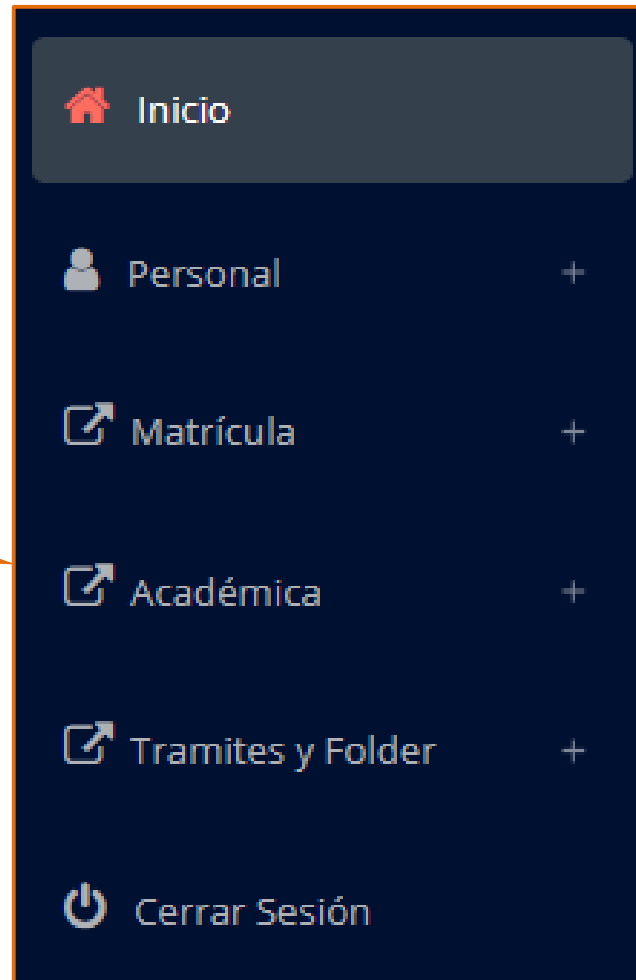 Inicio
Personal +
Matrícula +
Académica +
Tramites y Folder +
Cerrar Sesión